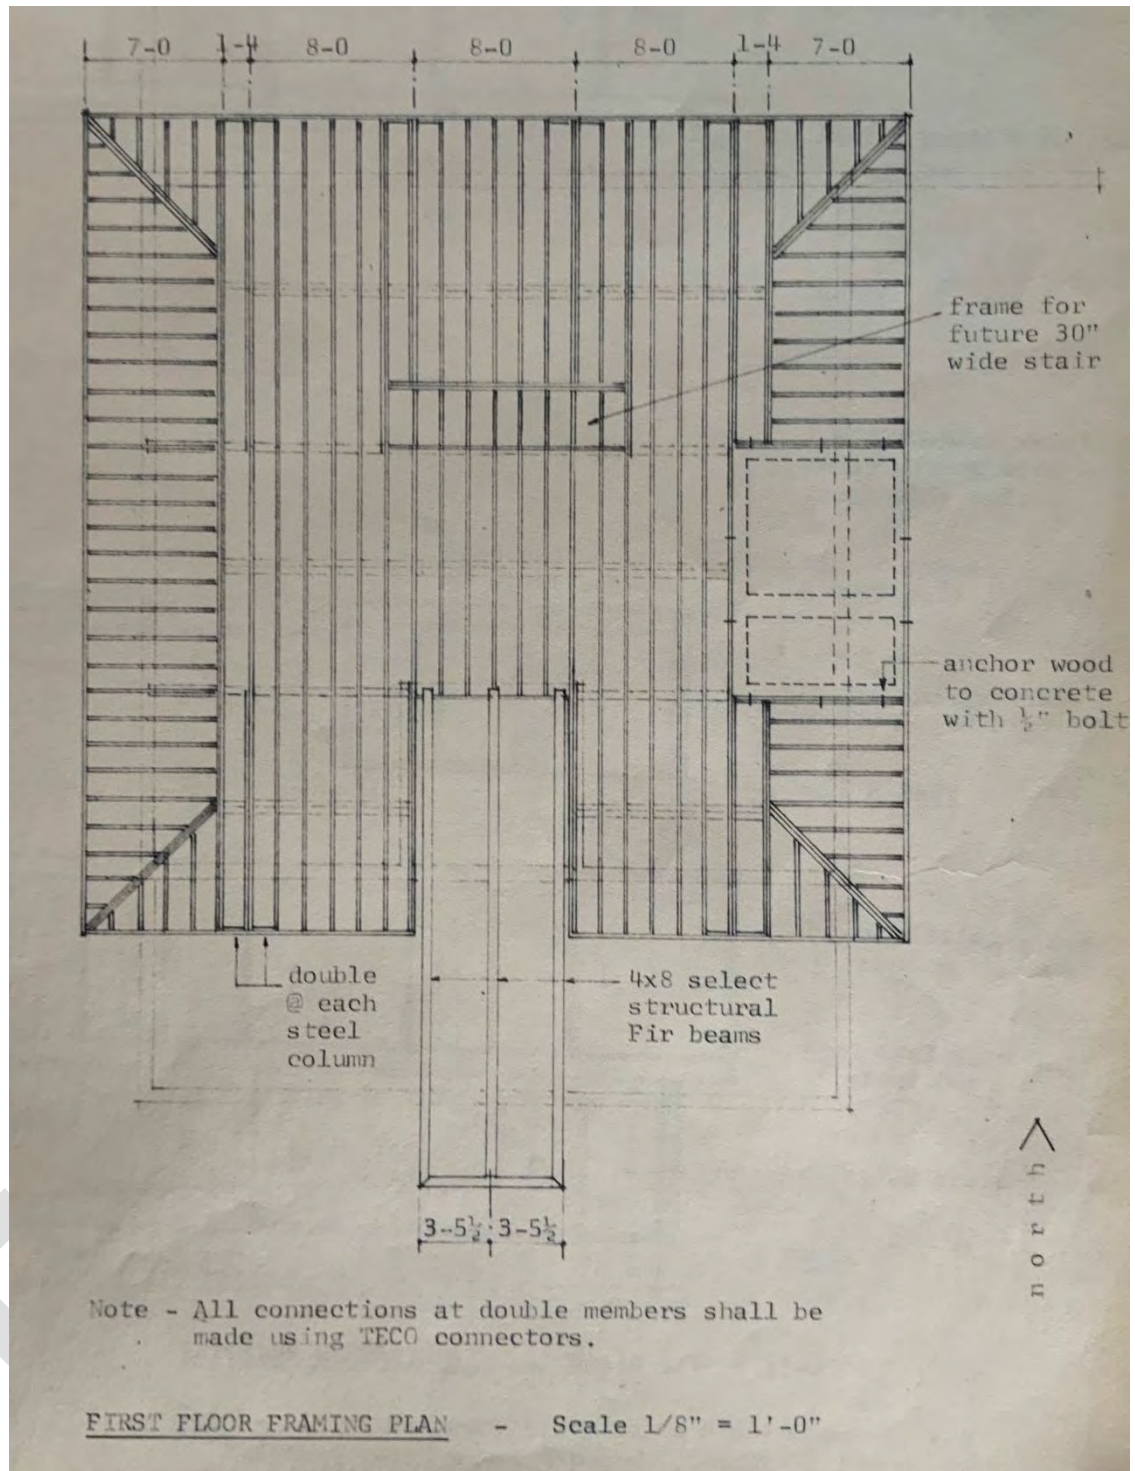 7-0 1-4 8-0 8-0 8-0 1-4 7-0
frame for
future 30"
wide stair
anchor wood
to concrete
with ½" bolt
double
@ each
steel
column
4x8 select
structural
Fir beams
3-5½ 3-5½
north
Note - All connections at double members shall be
made using TECO connectors.
FIRST FLOOR FRAMING PLAN - Scale 1/8" = 1'-0"